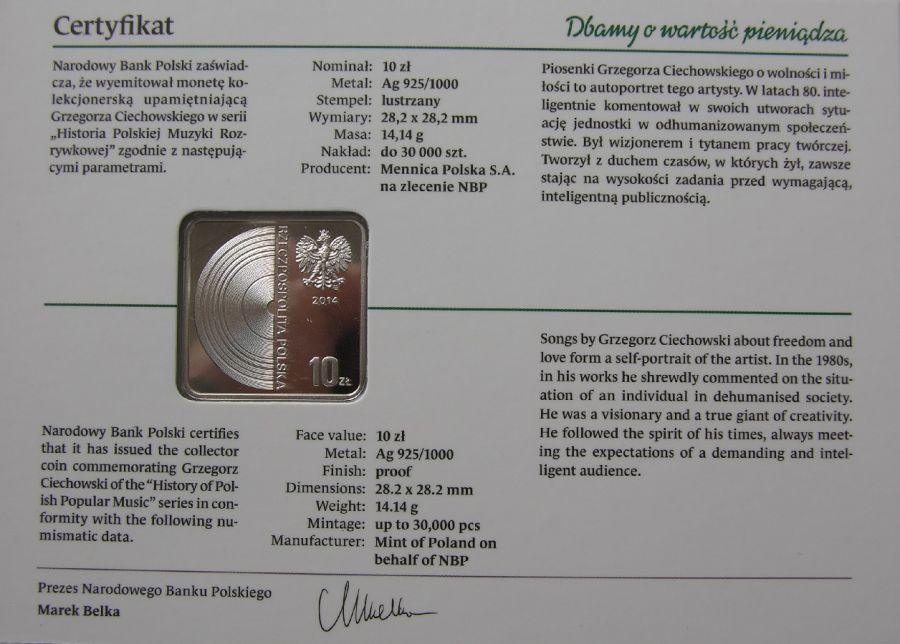 Certyfikat
Dbamy o wartość pieniądza
Narodowy Bank Polski zaświad-
cza, że wyemitował monetę ko-
lekcjonerską upamiętniającą
Grzegorza Ciechowskiego w serii
„Historia Polskiej Muzyki Roz-
rywkowej” zgodnie z następują-
cymi parametrami.
Nominał: 10 zł
Metal: Ag 925/1000
Stempel: lustrzany
Wymiary: 28,2 x 28,2 mm
Masa: 14,14 g
Nakład: do 30 000 szt.
Producent: Mennica Polska S.A.
na zlecenie NBP
Piosenki Grzegorza Ciechowskiego o wolności i mi-
łości to autoportret tego artysty. W latach 80. inte-
ligentnie komentował w swoich utworach sytu-
ację jednostki w odhumanizowanym społeczeń-
stwie. Był wizjonerem i tytanem pracy twórczej.
Tworzył z duchem czasów, w których żył, zawsze
stając na wysokości zadania przed wymagającą,
inteligentną publicznością.
RZECZPOSPOLITA POLSKA
2014
10 ZŁ
Narodowy Bank Polski certifies
that it has issued the collector
coin commemorating Grzegorz
Ciechowski of the “History of Pol-
ish Popular Music” series in con-
formity with the following nu-
mismatic data.
Face value: 10 zł
Metal: Ag 925/1000
Finish: proof
Dimensions: 28.2 x 28.2 mm
Weight: 14.14 g
Mintage: up to 30,000 pcs
Manufacturer: Mint of Poland on
behalf of NBP
Songs by Grzegorz Ciechowski about freedom and
love form a self-portrait of the artist. In the 1980s,
in his works he shrewdly commented on the situ-
ation of an individual in dehumanised society.
He was a visionary and a true giant of creativity.
He followed the spirit of his times, always meet-
ing the expectations of a demanding and intel-
ligent audience.
Prezes Narodowego Banku Polskiego
Marek Belka